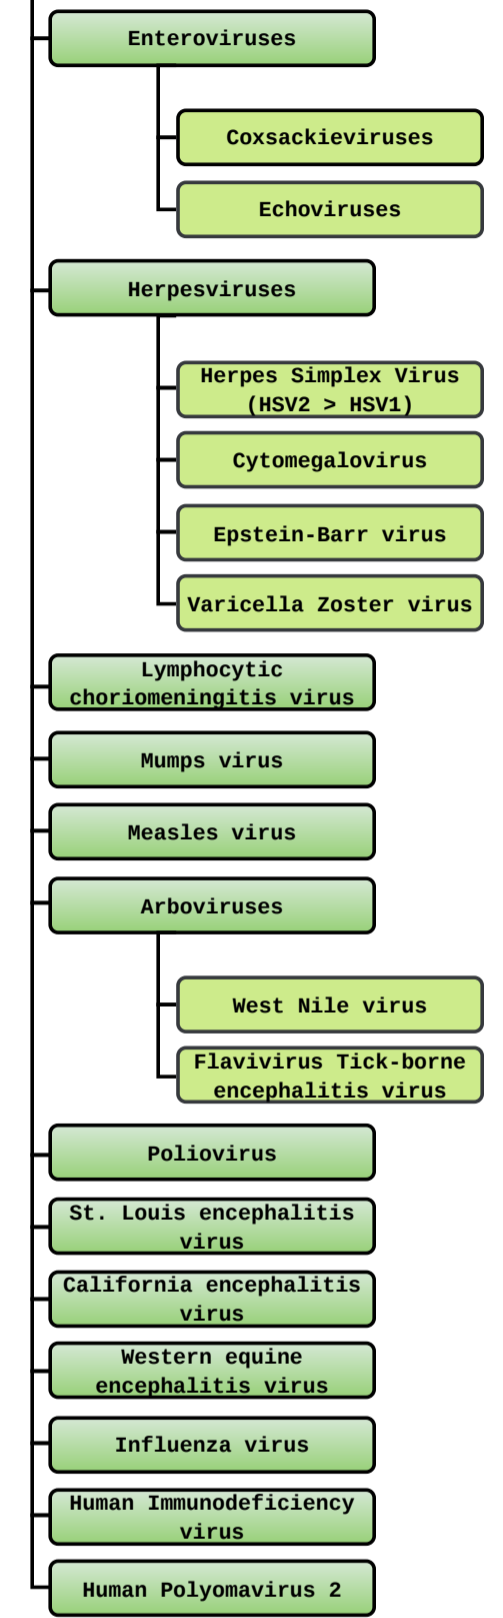 Enteroviruses
Coxsackieviruses
Echoviruses
Herpesviruses
Herpes Simplex Virus
(HSV2 > HSV1)
Cytomegalovirus
Epstein-Barr virus
Varicella Zoster virus
Lymphocytic
choriomeningitis virus
Mumps virus
Measles virus
Arboviruses
West Nile virus
Flavivirus Tick-borne
encephalitis virus
Poliovirus
St. Louis encephalitis
virus
California encephalitis
virus
Western equine
encephalitis virus
Influenza virus
Human Immunodeficiency
virus
Human Polyomavirus 2